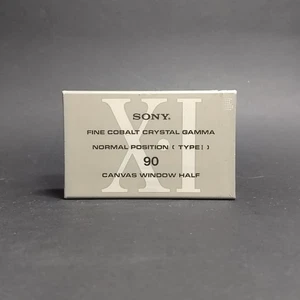 X·I
SONY.
FINE COBALT CRYSTAL GAMMA
NORMAL POSITION ( TYPE I )
90
CANVAS WINDOW HALF